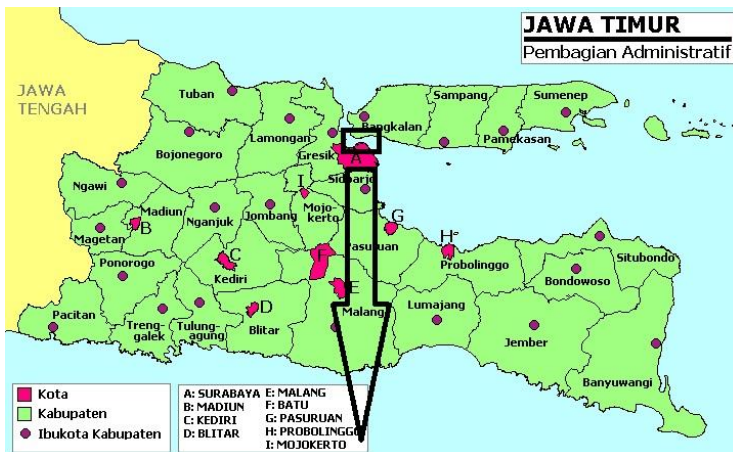 JAWA TIMUR
Pembagian Administratif
JAWA
TENGAH
Tuban
Lamongan
Bangkalan
Sampang
Sumenep
Pamekasan
Bojonegoro
Gresik
A
Sidoarjo
Ngawi
I
Madiun
B
Nganjuk
Jombang
Mojo-
kerto
G
H
Magetan
Pasuruan
Ponorogo
C
Kediri
F
E
Probolinggo
Situbondo
Bondowoso
Pacitan
Treng-
galek
Tulung-
agung
D
Blitar
Malang
Lumajang
Jember
Banyuwangi
Kota
Kabupaten
Ibukota Kabupaten
A: SURABAYA
B: MADIUN
C: KEDIRI
D: BLITAR
E: MALANG
F: BATU
G: PASURUAN
H: PROBOLINGGO
I: MOJOKERTO